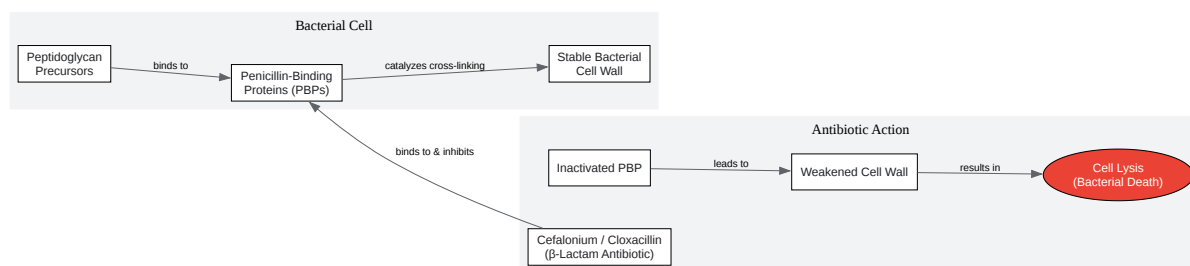 Bacterial Cell
Peptidoglycan
Precursors
binds to
Penicillin-Binding
Proteins (PBPs)
catalyzes cross-linking
Stable Bacterial
Cell Wall
binds to & inhibits
Antibiotic Action
Inactivated PBP
leads to
Weakened Cell Wall
results in
Cell Lysis
(Bacterial Death)
Cefalonium / Cloxacillin
(β-Lactam Antibiotic)